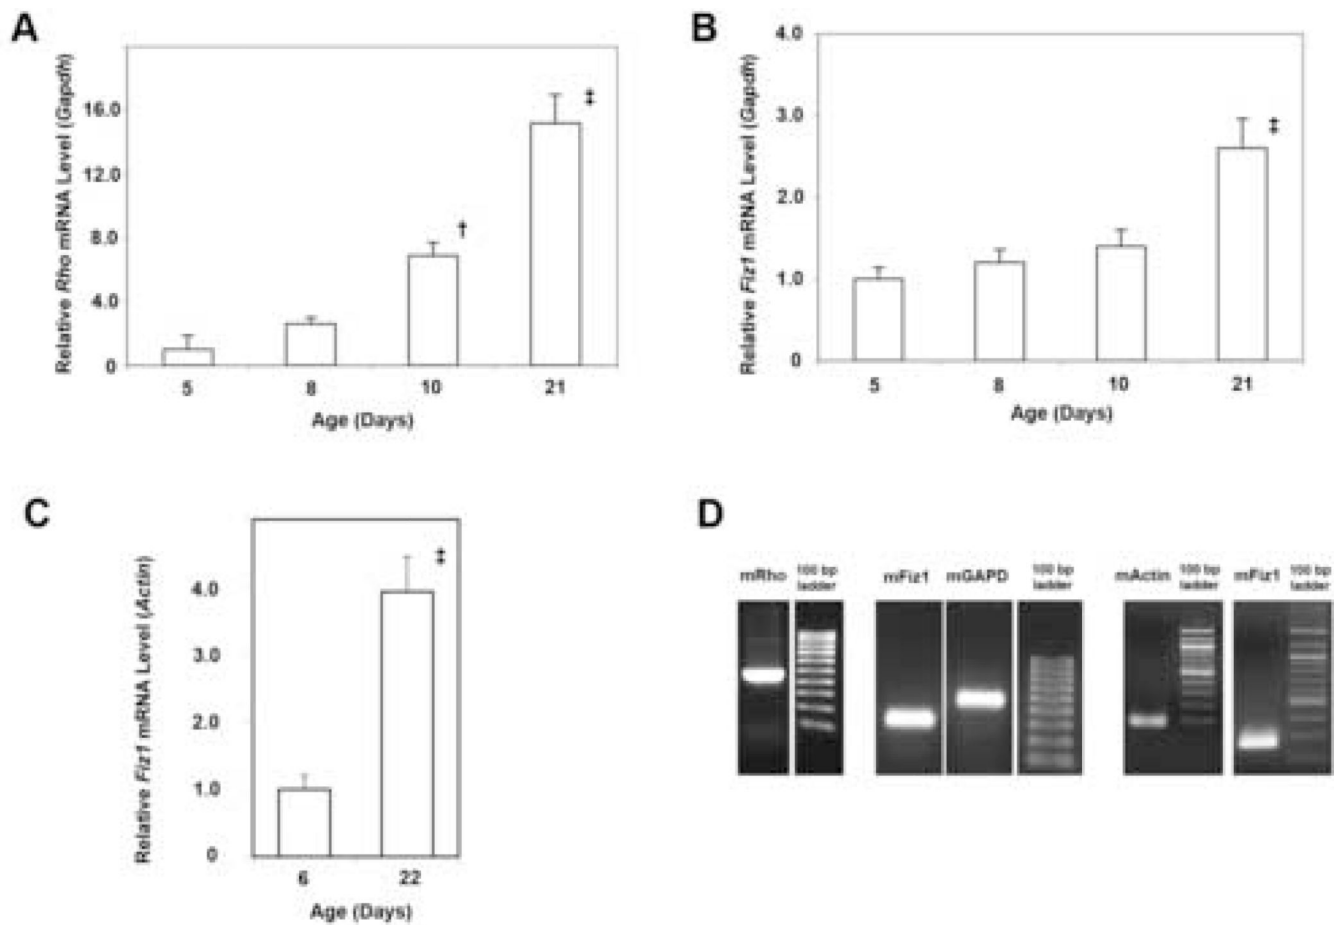 A
Relative Rho mRNA Level (Gapdh)
16.0
12.0
8.0
4.0
0
†
‡
5 8 10 21
Age (Days)
B
Relative Fiz1 mRNA Level (Gapdh)
4.0
3.0
2.0
1.0
0
‡
5 8 10 21
Age (Days)
C
Relative Fiz1 mRNA Level (Actin)
4.0
3.0
2.0
1.0
0
‡
6 22
Age (Days)
D
mRho
100 bp
ladder
mFiz1
mGAPD
100 bp
ladder
mActin
100 bp
ladder
mFiz1
100 bp
ladder